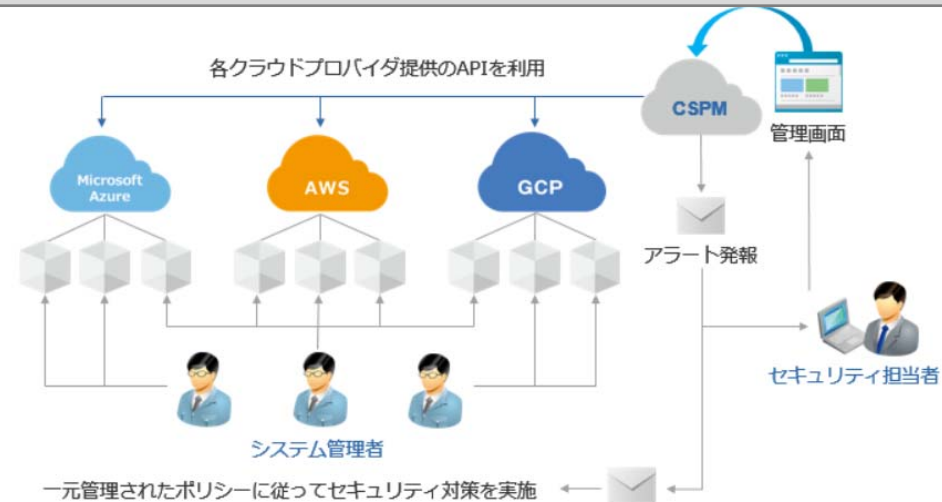 各クラウドプロバイダ提供のAPIを利用
CSPM
管理画面
Microsoft
Azure
AWS
GCP
アラート発報
セキュリティ担当者
システム管理者
一元管理されたポリシーに従ってセキュリティ対策を実施